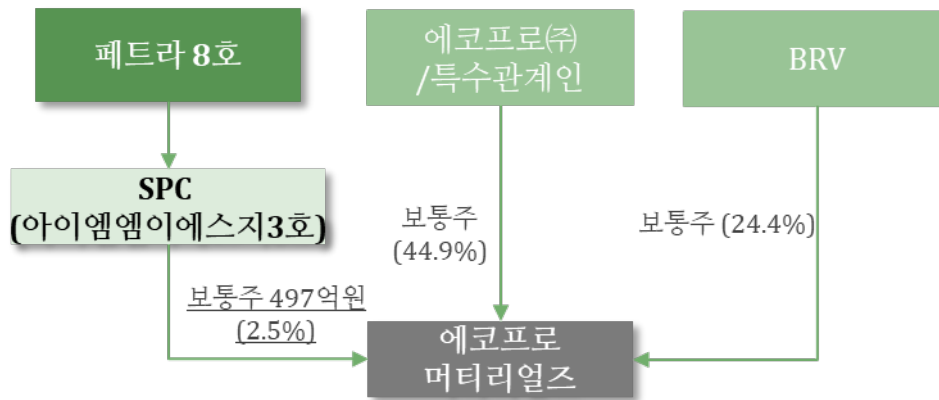 페트라 8호
에코프로㈜
/특수관계인
BRV
SPC
(아이엠엠이에스지3호)
보통주
(44.9%)
보통주 (24.4%)
보통주 497억원
(2.5%)
에코프로
머티리얼즈